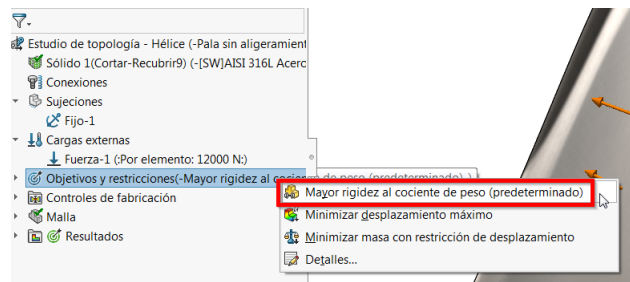 Estudio de topología - Hélice (-Pala sin aligeramient
Sólido 1(Cortar-Recubrir9) (-[SW]AISI 316L Acero
Conexiones
Sujeciones
Fijo-1
Cargas externas
Fuerza-1 (:Por elemento: 12000 N:)
Objetivos y restricciones(-Mayor rigidez al cociente de peso (predeterminado)-)
Mayor rigidez al cociente de peso (predeterminado)
Controles de fabricación
Minimizar desplazamiento máximo
Malla
Minimizar masa con restricción de desplazamiento
Resultados
Detalles...